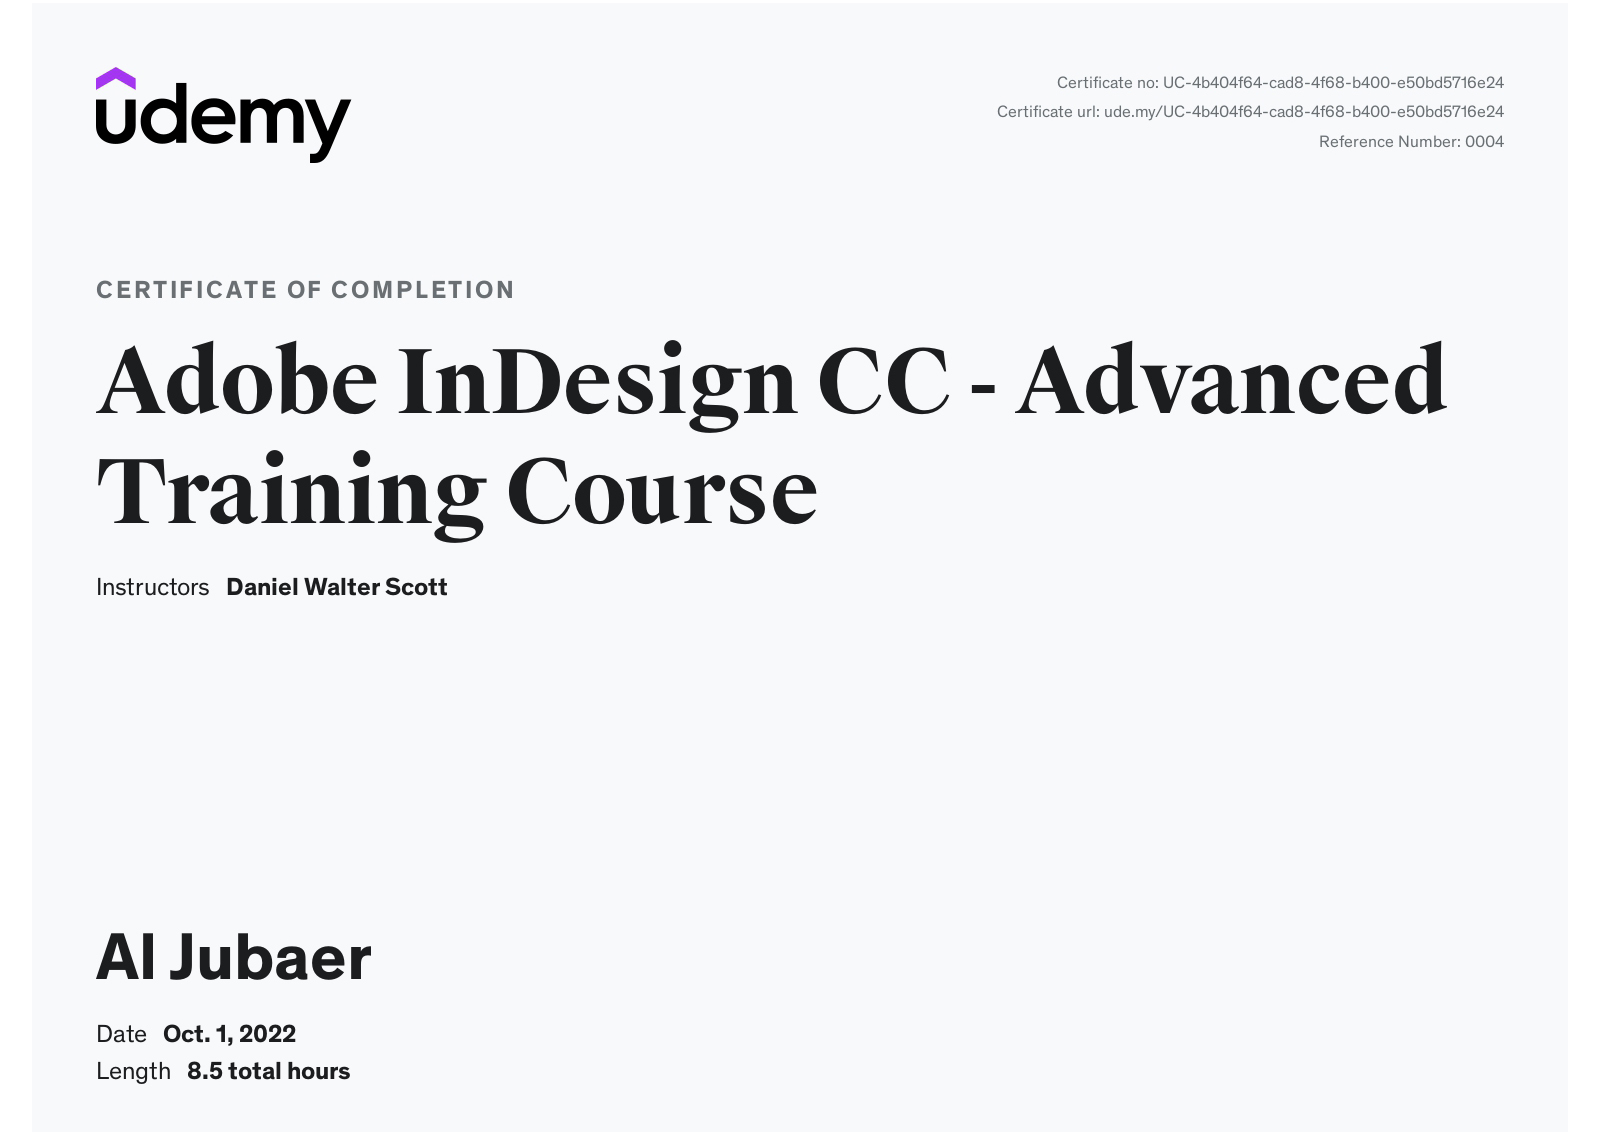 udemy
Certificate no: UC-4b404f64-cad8-4f68-b400-e50bd5716e24
Certificate url: ude.my/UC-4b404f64-cad8-4f68-b400-e50bd5716e24
Reference Number: 0004
CERTIFICATE OF COMPLETION
Adobe InDesign CC - Advanced
Training Course
Instructors Daniel Walter Scott
Al Jubaer
Date Oct. 1, 2022
Length 8.5 total hours